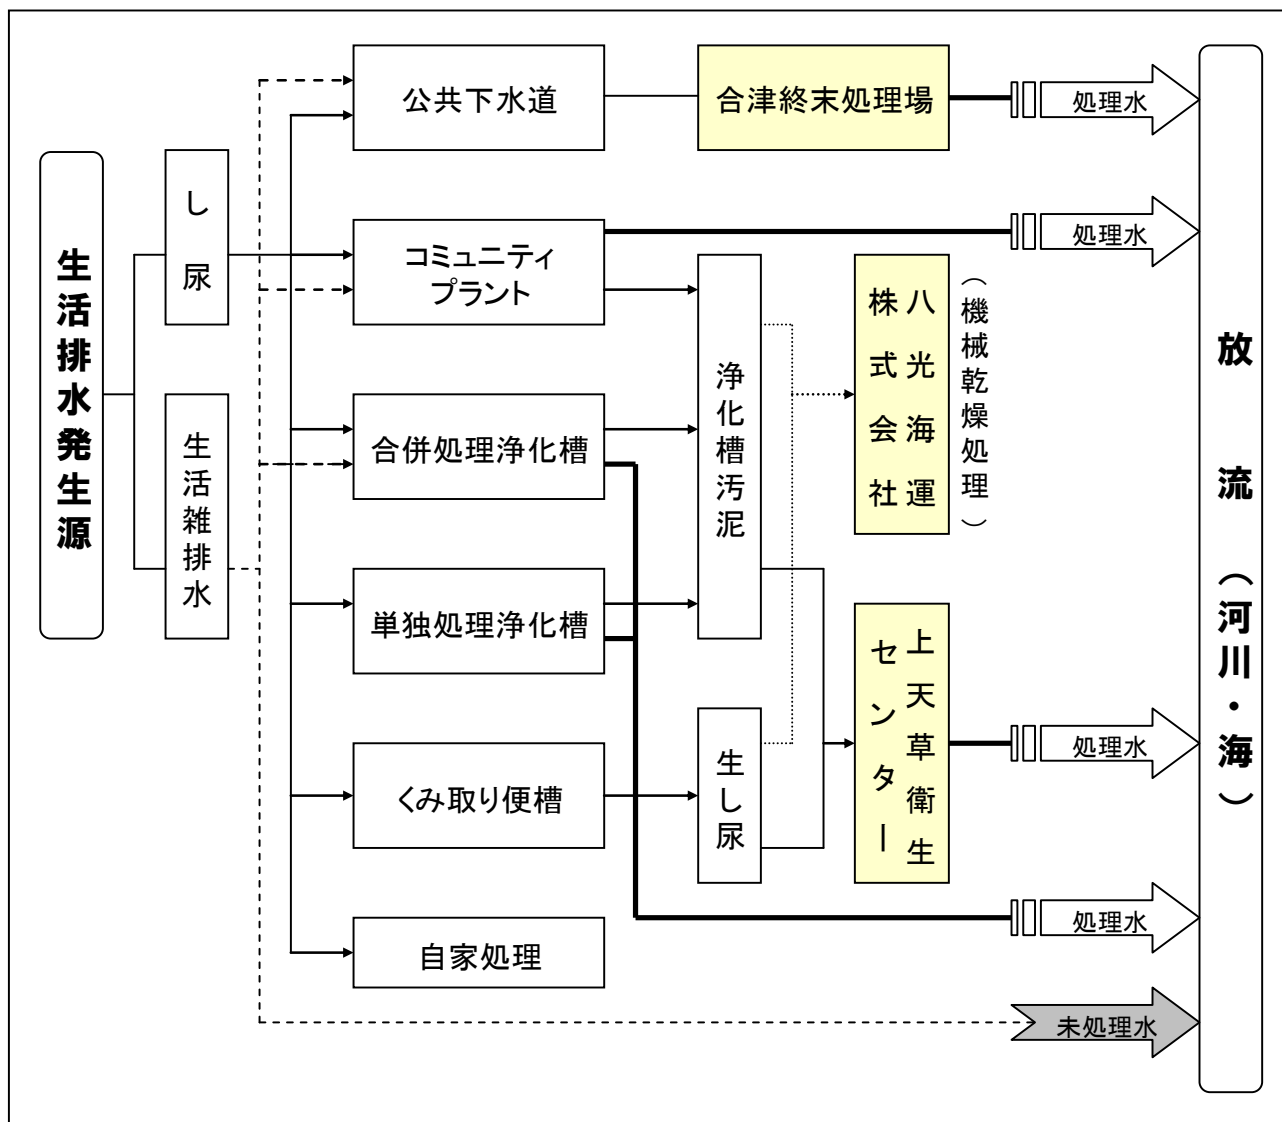 生活排水発生源
し尿
生活雑排水
公共下水道
合津終末処理場
処理水
コミュニティ
プラント
処理水
合併処理浄化槽
単独処理浄化槽
くみ取り便槽
自家処理
浄化槽汚泥
生し尿
八光海運
株式会社
（機械乾燥処理）
上天草衛生
センター
処理水
処理水
未処理水
放流（河川・海）